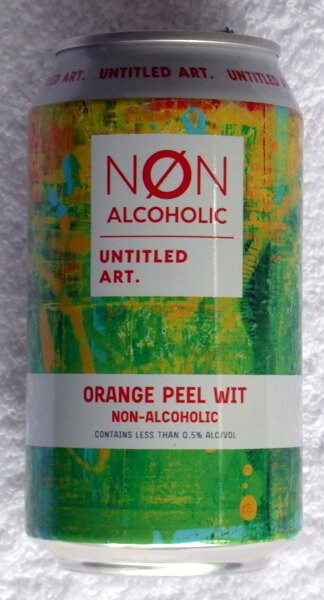 UNTITLED ART. UNTITLED ART. UNTITLED
NØN
ALCOHOLIC
UNTITLED
ART.
ORANGE PEEL WIT
NON-ALCOHOLIC
CONTAINS LESS THAN 0.5% ALC/VOL